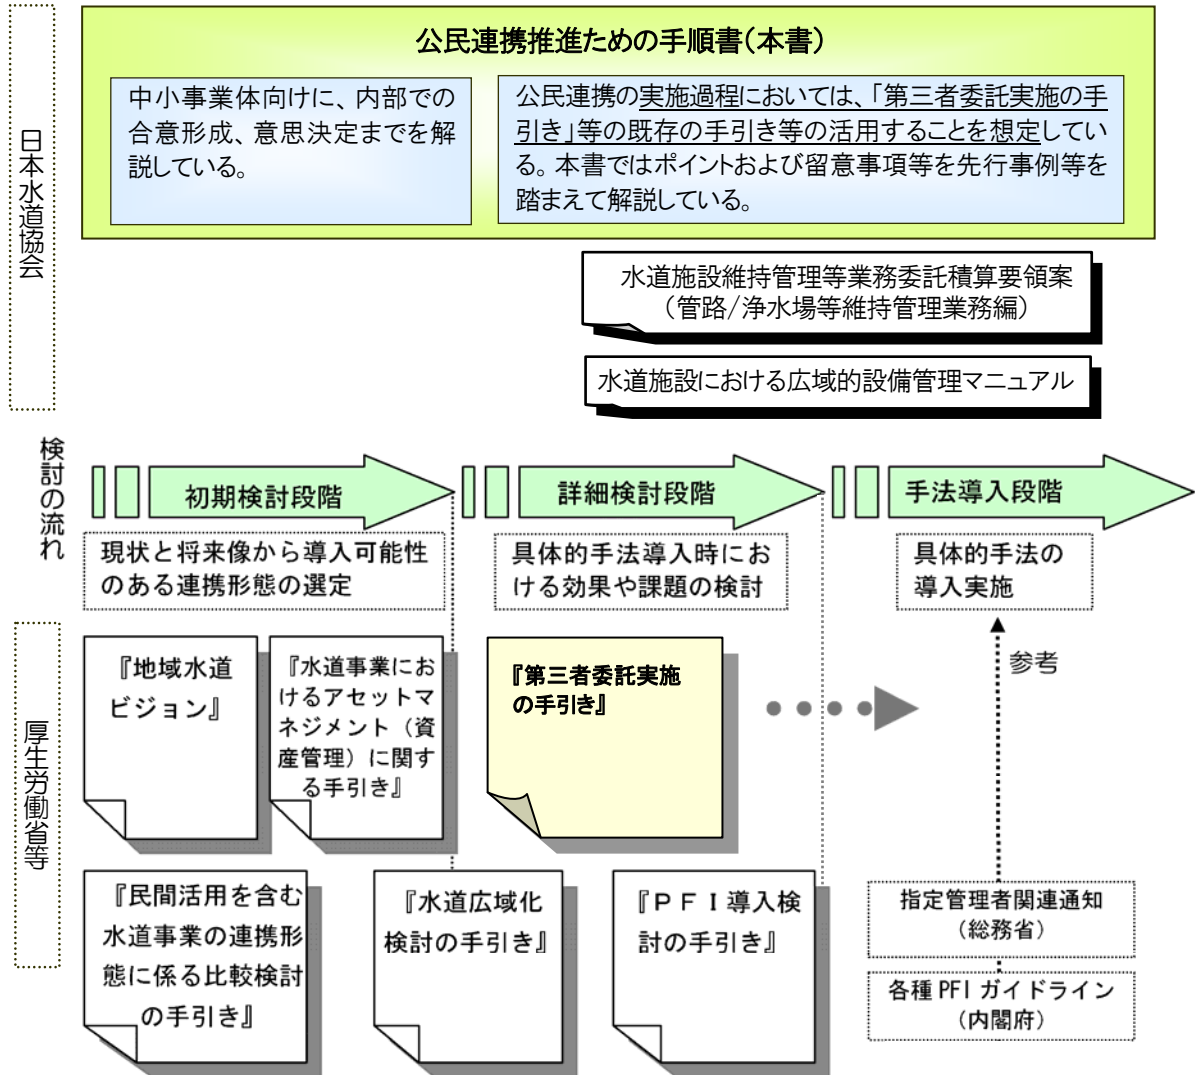 公民連携推進ための手順書（本書）
中小事業体向けに、内部での
合意形成、意思決定までを解
説している。
公民連携の実施過程においては、「第三者委託実施の手
引き」等の既存の手引き等の活用することを想定してい
る。本書ではポイントおよび留意事項等を先行事例等を
踏まえて解説している。
日本水道協会
水道施設維持管理等業務委託積算要領案
（管路/浄水場等維持管理業務編）
水道施設における広域的設備管理マニュアル
検討の流れ
初期検討段階
詳細検討段階
手法導入段階
現状と将来像から導入可能性
のある連携形態の選定
具体的手法導入時にお
ける効果や課題の検討
具体的手法の
導入実施
厚生労働省等
『地域水道
ビジョン』
『水道事業にお
けるアセットマ
ネジメント（資
産管理）に関す
る手引き』
『第三者委託実施
の手引き』
参考
『民間活用を含む
水道事業の連携形
態に係る比較検討
の手引き』
『水道広域化
検討の手引き』
『ＰＦＩ導入検
討の手引き』
指定管理者関連通知
（総務省）
各種 PFI ガイドライン
（内閣府）